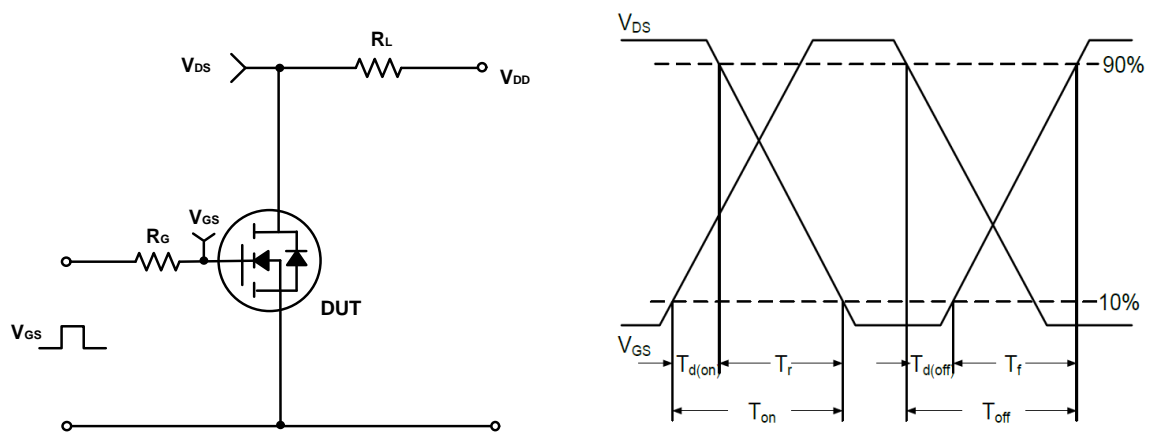 RL
VDS
VDD
VGS
RG
DUT
VGS
VDS
90%
10%
VGS
Td(on)
Tr
Td(off)
Tf
Ton
Toff